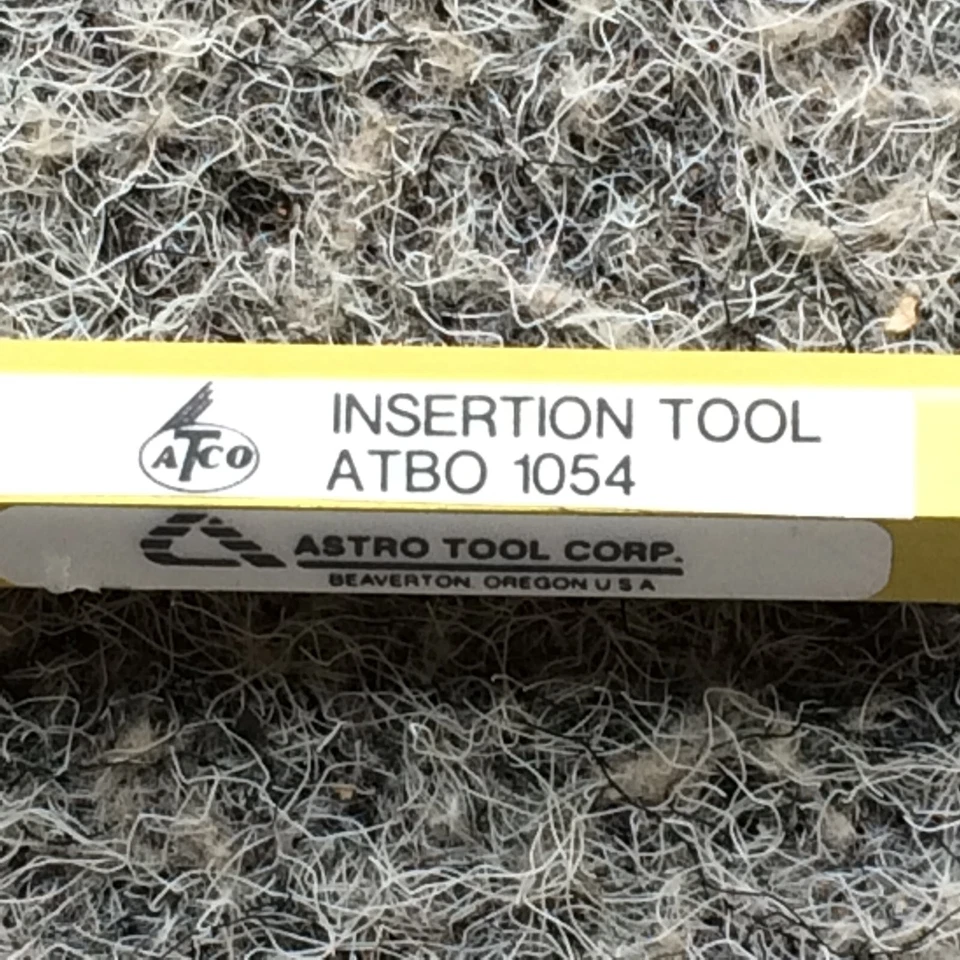 ATCO
INSERTION TOOL
ATBO 1054
ASTRO TOOL CORP.
BEAVERTON OREGON U S A